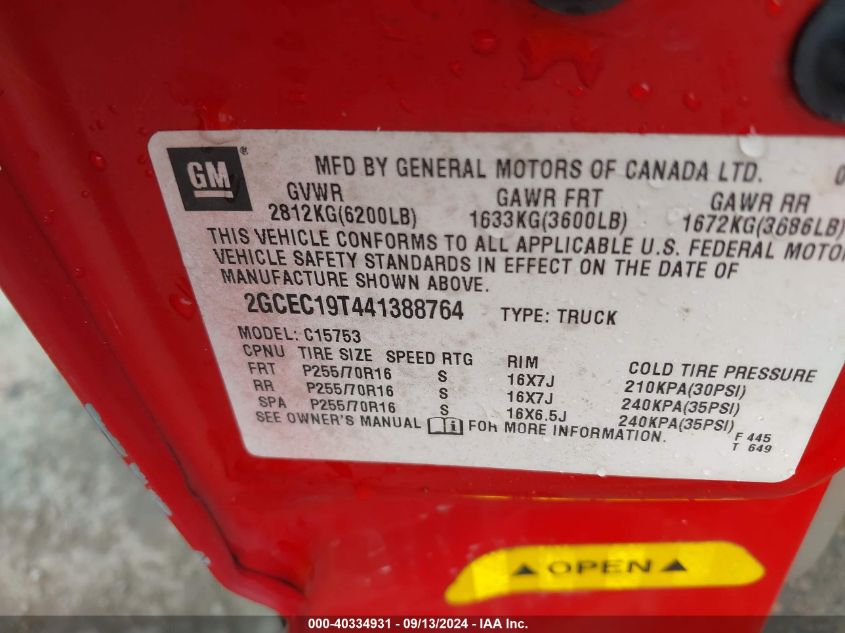 GM ® MFD BY GENERAL MOTORS OF CANADA LTD. 0
GVWR GAWR FRT GAWR RR
2812KG(6200LB) 1633KG(3600LB) 1672KG(3686LB)
THIS VEHICLE CONFORMS TO ALL APPLICABLE U.S. FEDERAL MOTO
VEHICLE SAFETY STANDARDS IN EFFECT ON THE DATE OF
MANUFACTURE SHOWN ABOVE.
2GCEC19T441388764 TYPE: TRUCK
MODEL: C15753
CPNU TIRE SIZE SPEED RTG RIM COLD TIRE PRESSURE
FRT P255/70R16 S 16X7J 210KPA(30PSI)
RR P255/70R16 S 16X7J 240KPA(35PSI)
SPA P255/70R16 S 16X6.5J 240KPA(35PSI)
SEE OWNER'S MANUAL i FOR MORE INFORMATION.
F 445
T 649
▲ OPEN ▲
000-40334931 - 09/13/2024 - IAA Inc.